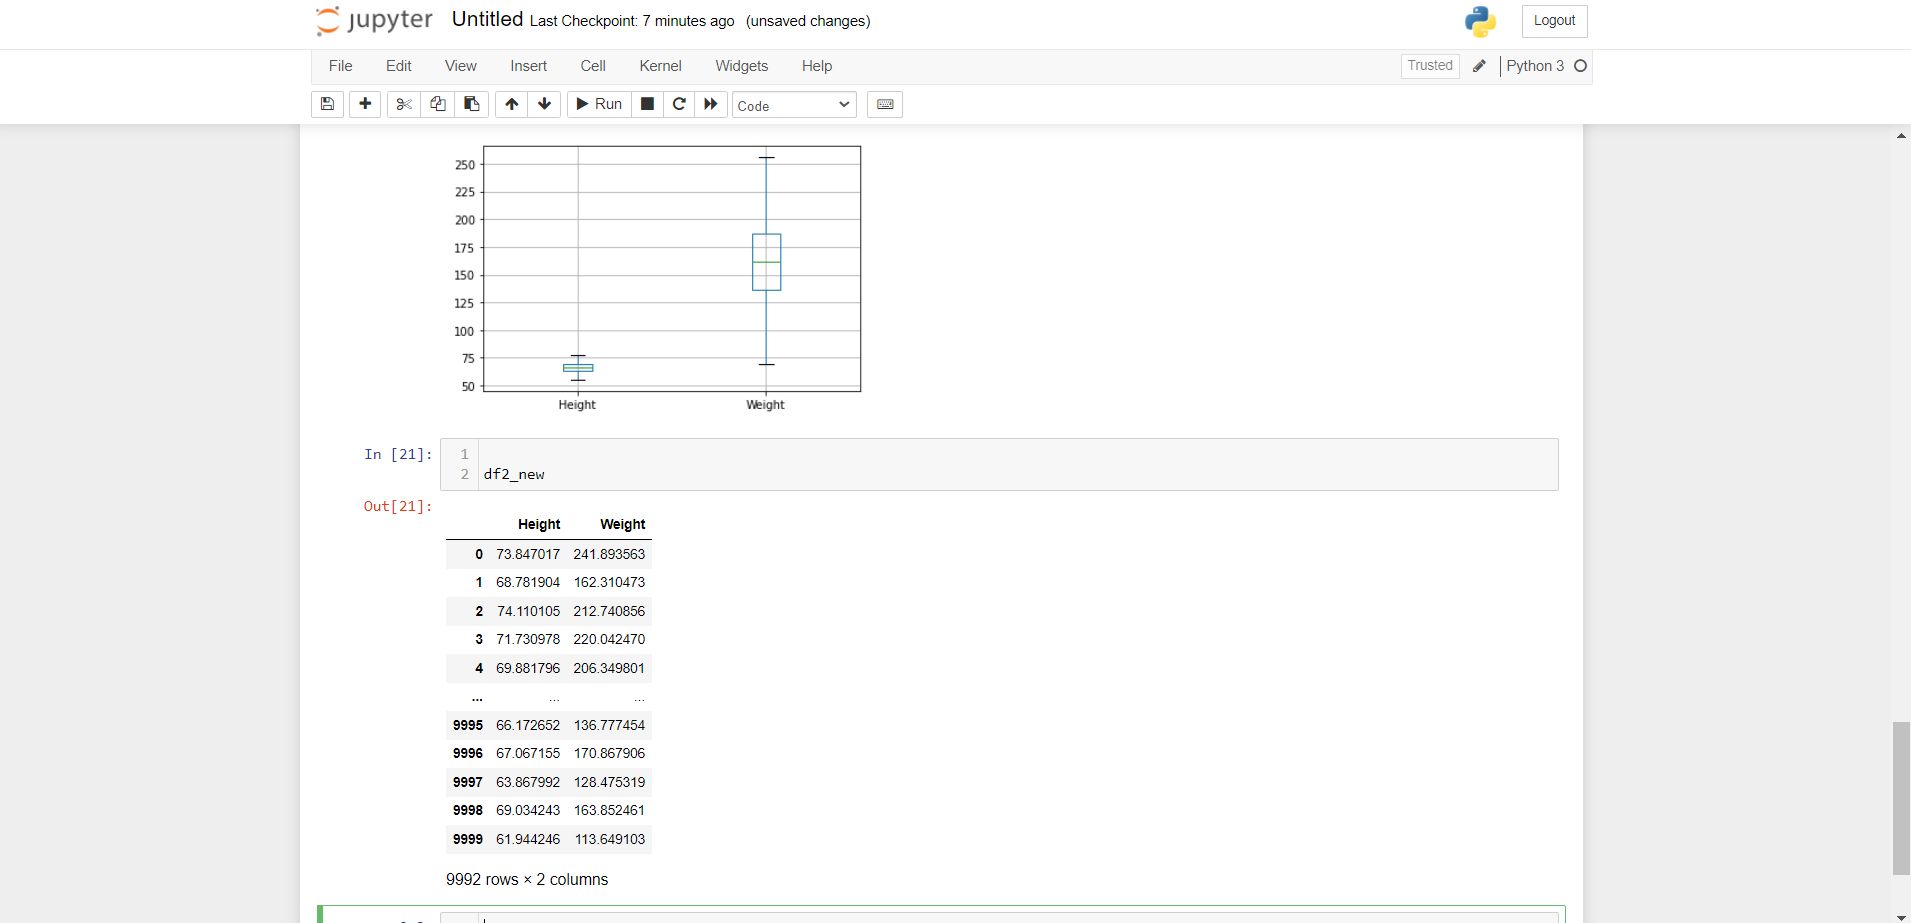 jupyter Untitled Last Checkpoint: 7 minutes ago (unsaved changes) Logout
File Edit View Insert Cell Kernel Widgets Help Trusted Python 3
Run Code
250
225
200
175
150
125
100
75
50
Height Weight
In [21]: 1
2 df2_new
Out[21]:
Height Weight
0 73.847017 241.893563
1 68.781904 162.310473
2 74.110105 212.740856
3 71.730978 220.042470
4 69.881796 206.349801
... ... ...
9995 66.172652 136.777454
9996 67.067155 170.867906
9997 63.867992 128.475319
9998 69.034243 163.852461
9999 61.944246 113.649103
9992 rows × 2 columns